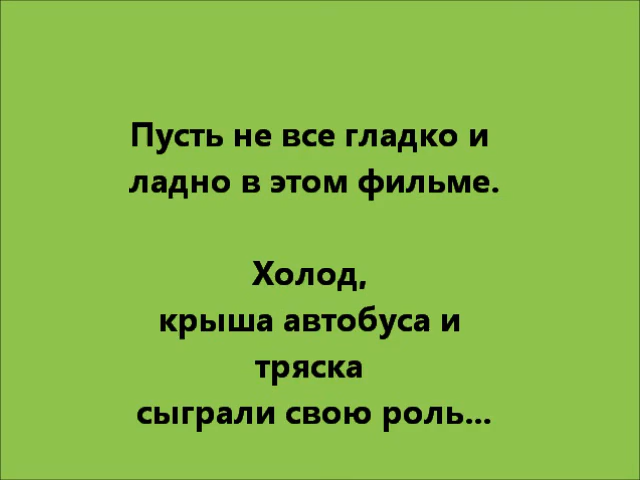 Пусть не все гладко и
ладно в этом фильме.
Холод,
крыша автобуса и
тряска
сыграли свою роль...